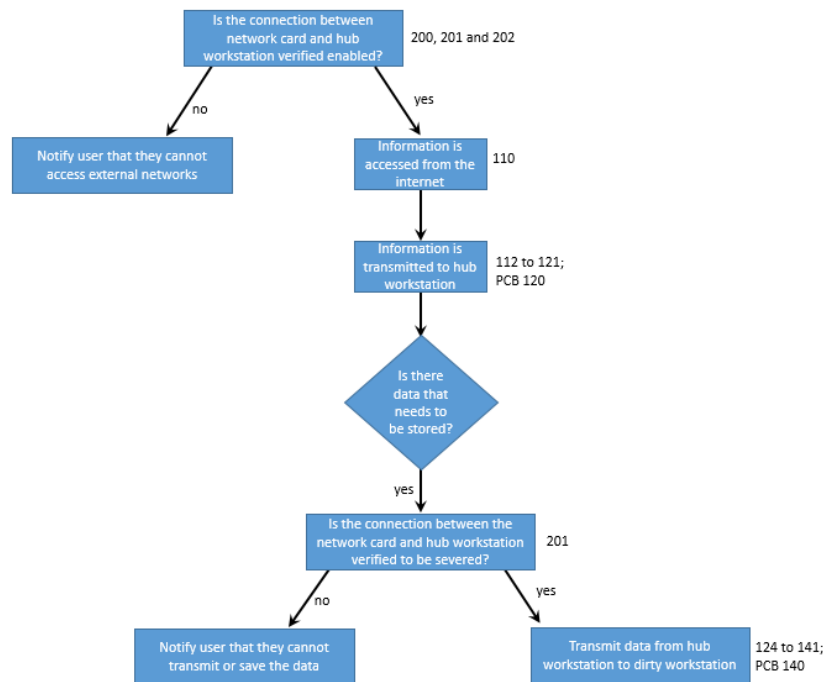 Is the connection between
network card and hub
workstation verified enabled?
200, 201 and 202
no
yes
Notify user that they cannot
access external networks
Information is
accessed from the
internet
110
Information is
transmitted to hub
workstation
112 to 121;
PCB 120
Is there
data that
needs to
be stored?
yes
Is the connection between the
network card and hub workstation
verified to be severed?
201
no
yes
Notify user that they cannot
transmit or save the data
Transmit data from hub
workstation to dirty workstation
124 to 141;
PCB 140